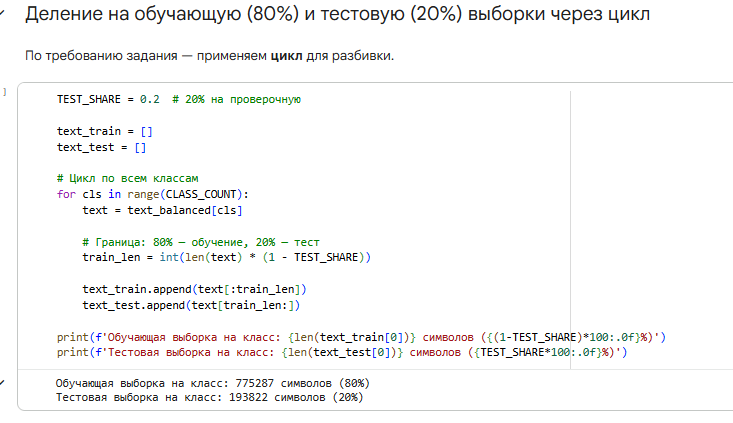 Деление на обучающую (80%) и тестовую (20%) выборки через цикл
По требованию задания — применяем цикл для разбивки.
]
TEST_SHARE = 0.2  # 20% на проверочную
text_train = []
text_test = []
# Цикл по всем классам
for cls in range(CLASS_COUNT):
    text = text_balanced[cls]
    # Граница: 80% — обучение, 20% — тест
    train_len = int(len(text) * (1 - TEST_SHARE))
    text_train.append(text[:train_len])
    text_test.append(text[train_len:])
print(f'Обучающая выборка на класс: {len(text_train[0])} символов ({(1-TEST_SHARE)*100:.0f}%)')
print(f'Тестовая выборка на класс: {len(text_test[0])} символов ({TEST_SHARE*100:.0f}%)')
Обучающая выборка на класс: 775287 символов (80%)
Тестовая выборка на класс: 193822 символов (20%)